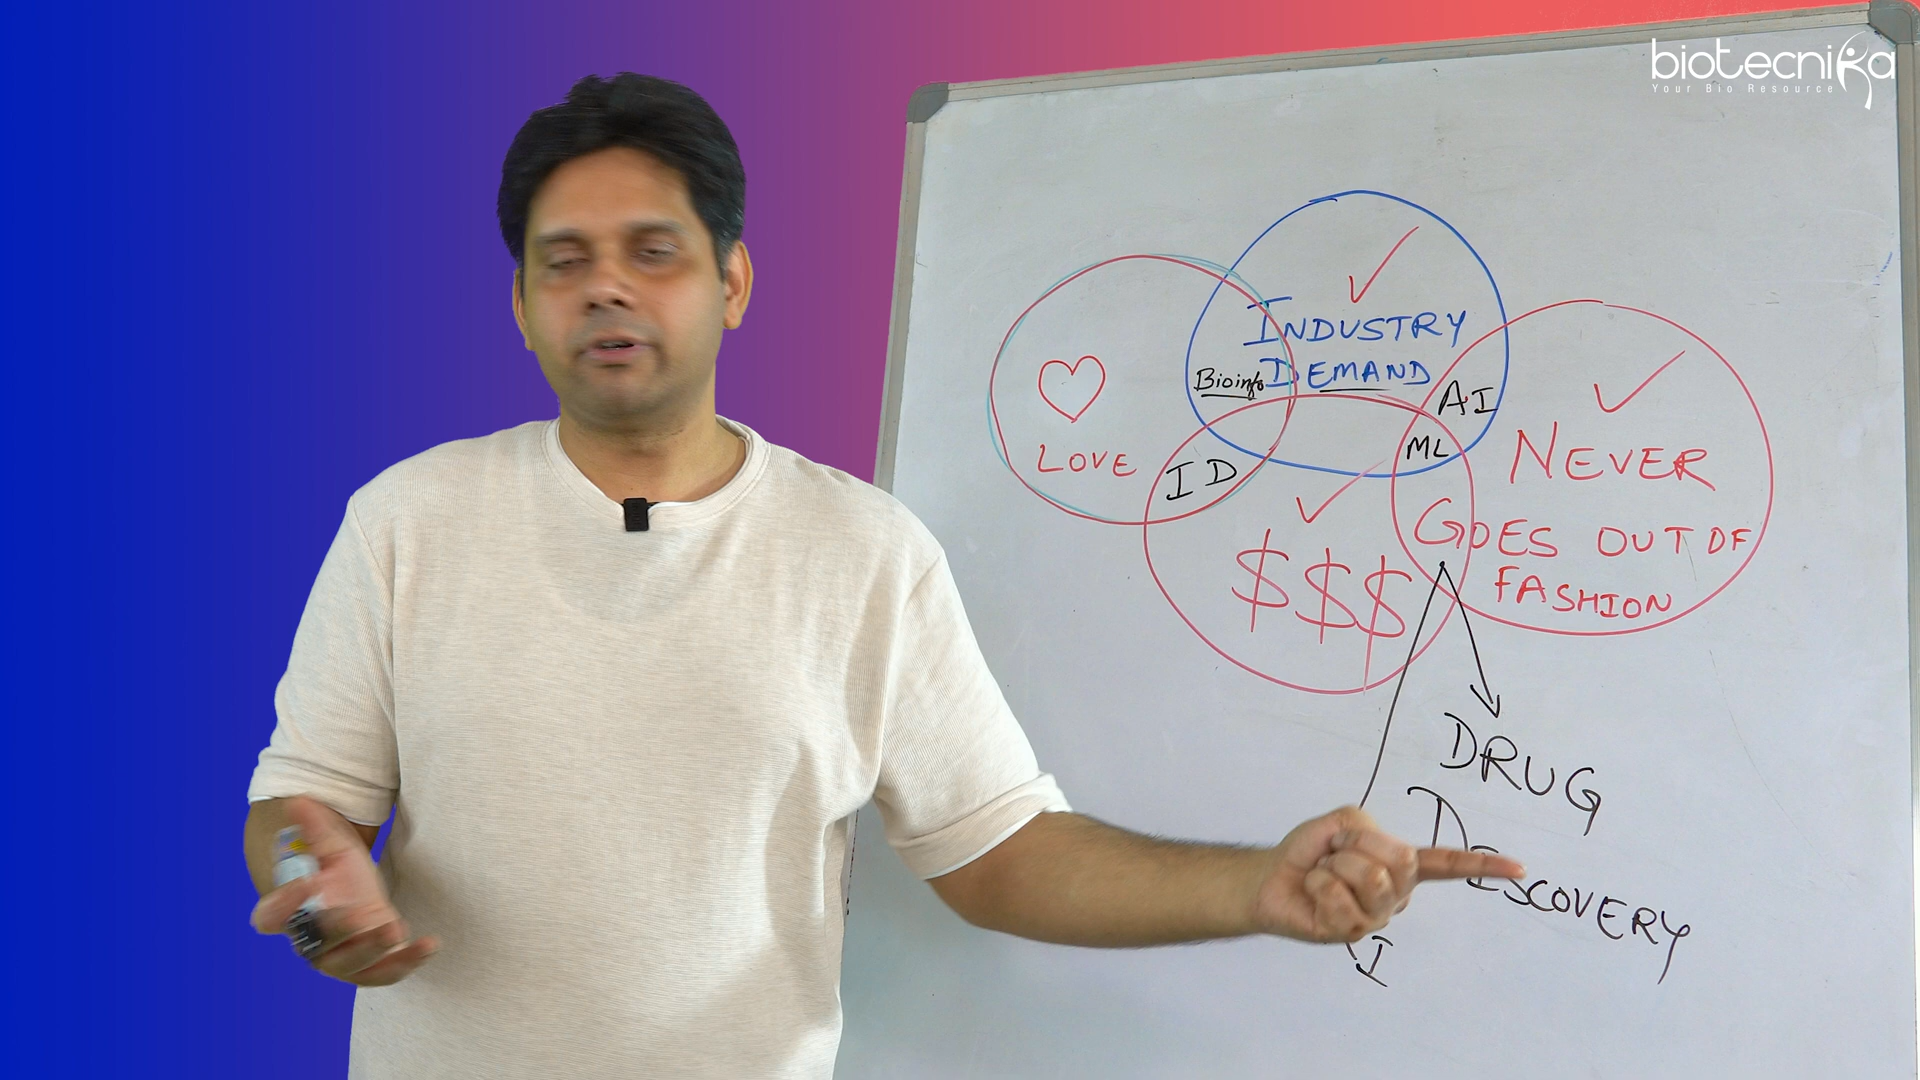 biotecnika
Your Bio Resource
INDUSTRY
DEMAND
Bioinfo
AI
ML
LOVE
ID
NEVER
GOES OUT OF
FASHION
$$$
DRUG
DISCOVERY
I